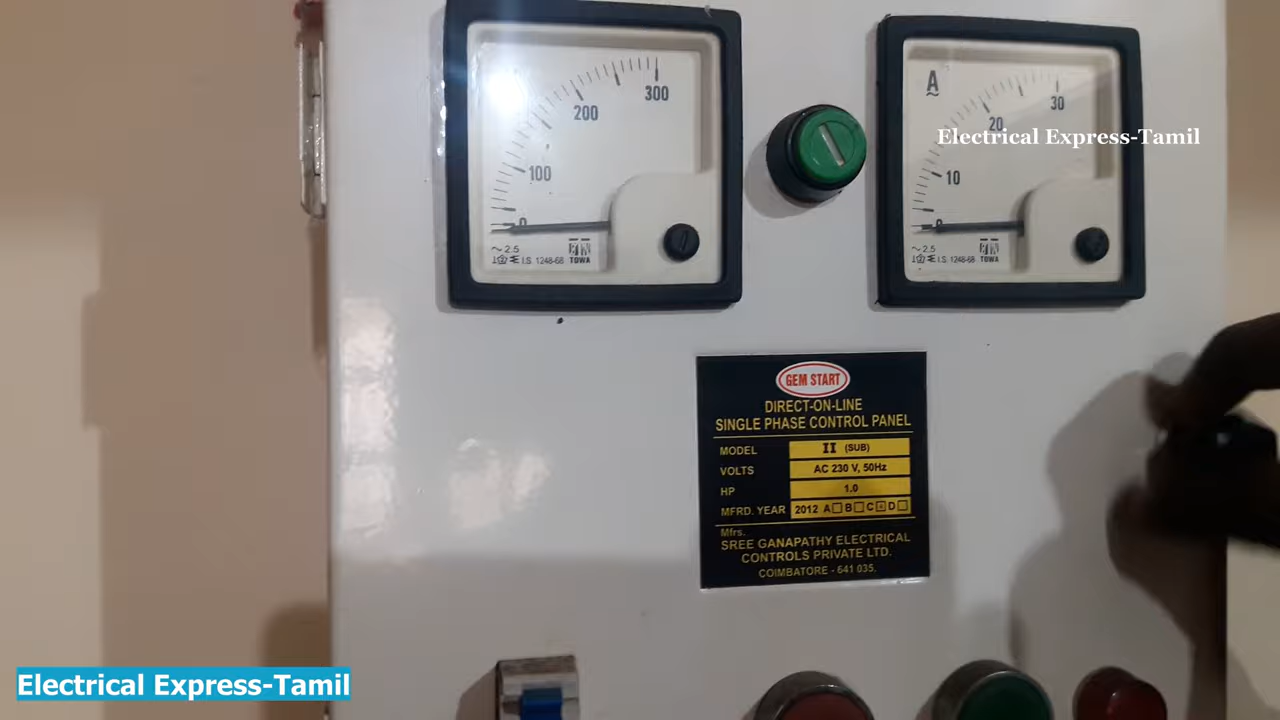 300
200
100
0
~ 2.5
I.S. 1248-68
TOWA
A
30
20
10
0
~ 2.5
I.S. 1248-68
TOWA
Electrical Express-Tamil
GEM START
DIRECT-ON-LINE
SINGLE PHASE CONTROL PANEL
MODEL II (SUB)
VOLTS AC 230 V, 50Hz
HP 1.0
MFRD. YEAR 2012 A B C D
Mfrs.
SREE GANAPATHY ELECTRICAL
CONTROLS PRIVATE LTD.
COIMBATORE - 641 035.
Electrical Express-Tamil